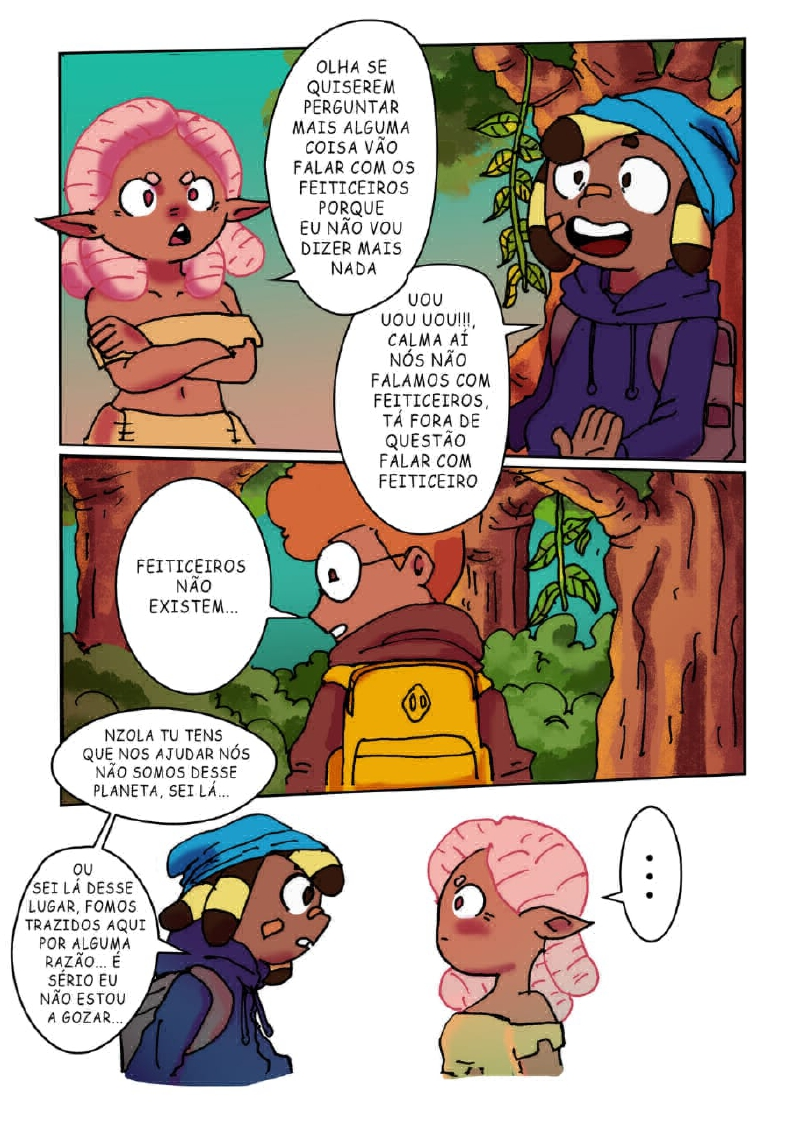 OLHA SE
QUISEREM
PERGUNTAR
MAIS ALGUMA
COISA VÃO
FALAR COM OS
FEITICEIROS
PORQUE
EU NÃO VOU
DIZER MAIS
NADA
UOU
UOU UOU!!!,
CALMA AÍ
NÓS NÃO
FALAMOS COM
FEITICEIROS,
TÁ FORA DE
QUESTÃO
FALAR COM
FEITICEIRO
FEITICEIROS
NÃO
EXISTEM...
NZOLA TU TENS
QUE NOS AJUDAR NÓS
NÃO SOMOS DESSE
PLANETA, SEI LÁ...
OU
SEI LÁ DESSE
LUGAR, FOMOS
TRAZIDOS AQUI
POR ALGUMA
RAZÃO... É
SÉRIO EU
NÃO ESTOU
A GOZAR...
...